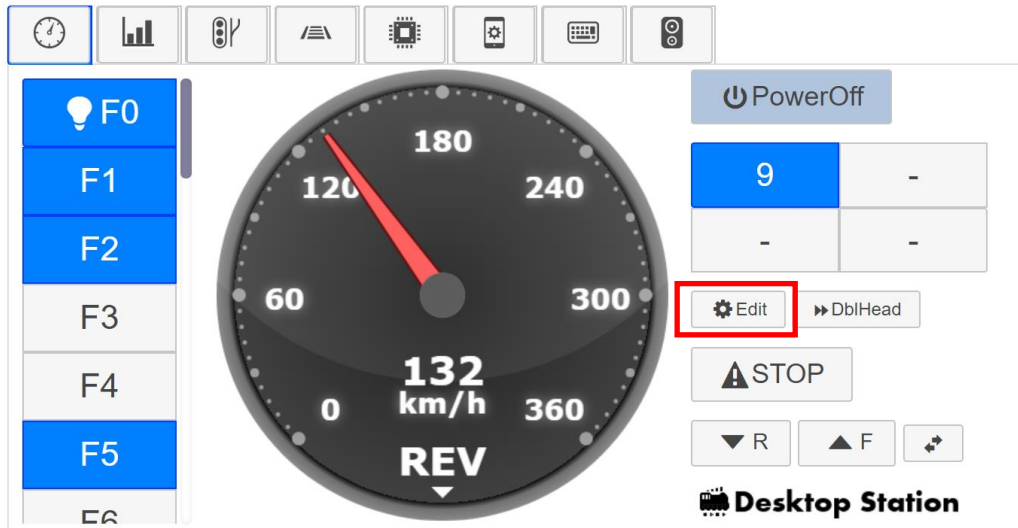 F0
F1
F2
F3
F4
F5
F6
0
60
120
180
240
300
360
132
km/h
REV
PowerOff
9 -
- -
Edit DblHead
STOP
R F
Desktop Station